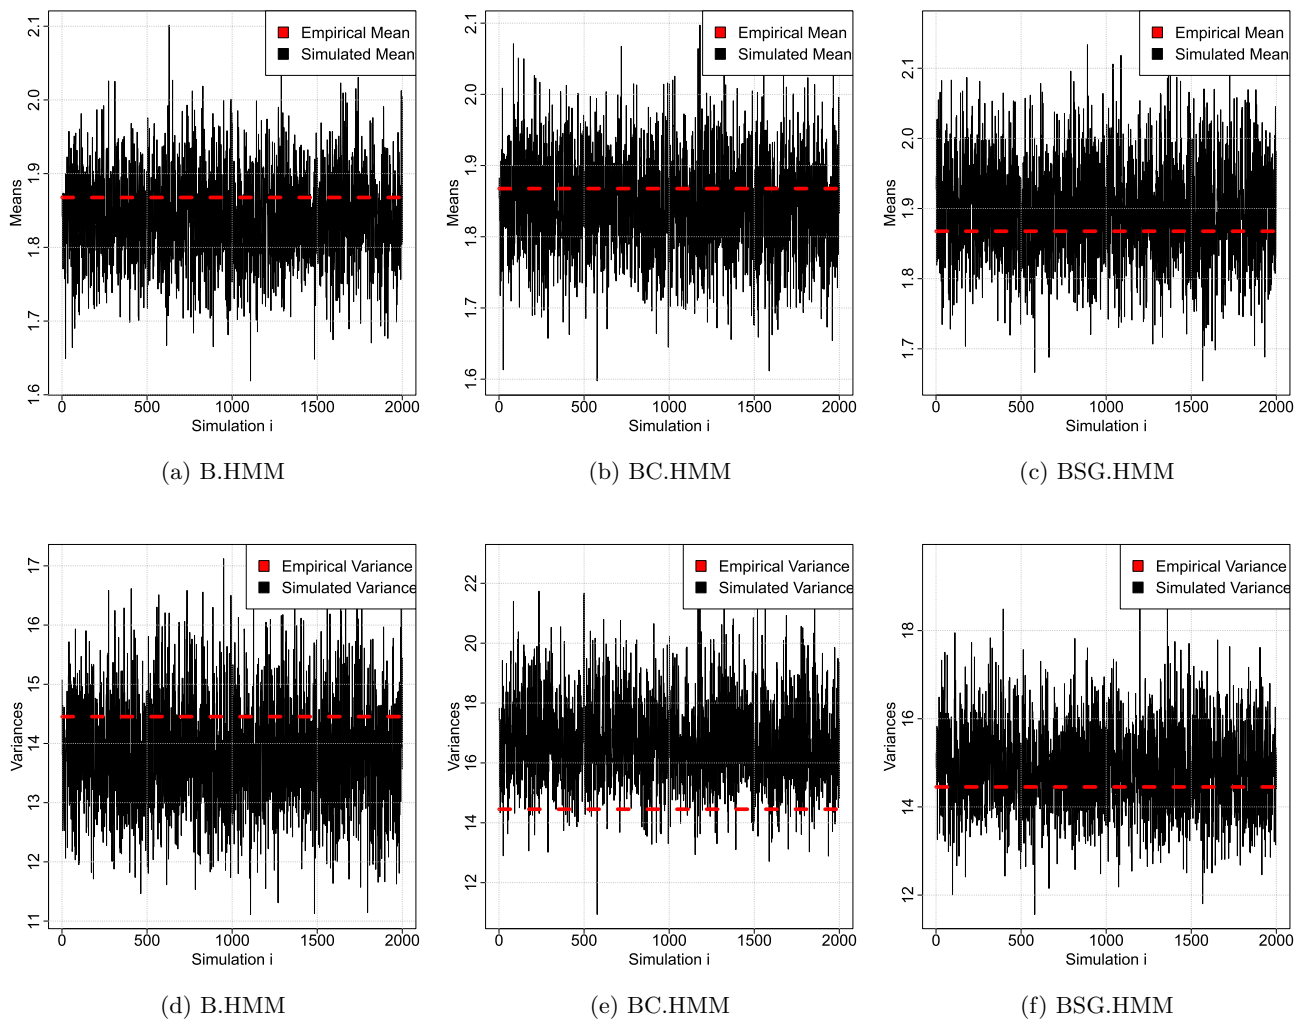 Empirical Mean
Simulated Mean
Means
2.1
2.0
1.9
1.8
1.7
1.6
0 500 1000 1500 2000
Simulation i
(a) B.HMM
Empirical Mean
Simulated Mean
Means
2.1
2.0
1.9
1.8
1.7
1.6
0 500 1000 1500 2000
Simulation i
(b) BC.HMM
Empirical Mean
Simulated Mean
Means
2.1
2.0
1.9
1.8
1.7
0 500 1000 1500 2000
Simulation i
(c) BSG.HMM
Empirical Variance
Simulated Variance
Variances
17
16
15
14
13
12
11
0 500 1000 1500 2000
Simulation i
(d) B.HMM
Empirical Variance
Simulated Variance
Variances
22
20
18
16
14
12
0 500 1000 1500 2000
Simulation i
(e) BC.HMM
Empirical Variance
Simulated Variance
Variances
18
16
14
12
0 500 1000 1500 2000
Simulation i
(f) BSG.HMM